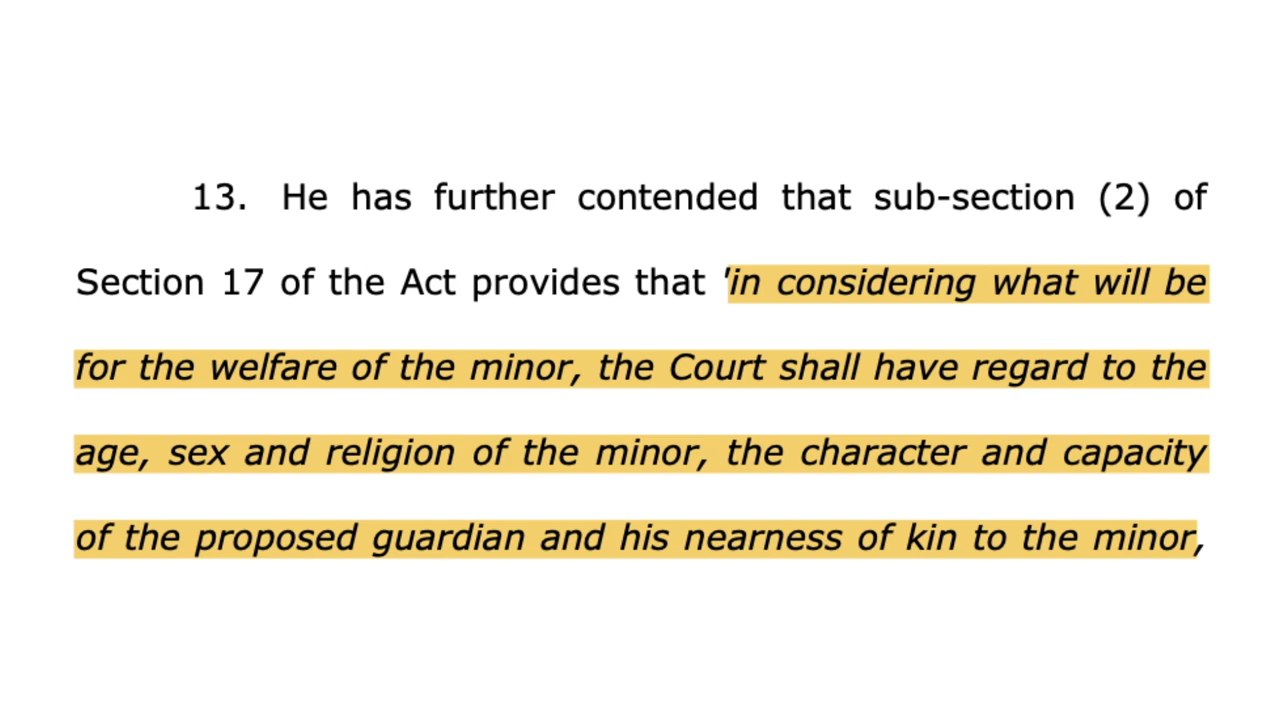 13. He has further contended that sub-section (2) of
Section 17 of the Act provides that 'in considering what will be
for the welfare of the minor, the Court shall have regard to the
age, sex and religion of the minor, the character and capacity
of the proposed guardian and his nearness of kin to the minor,